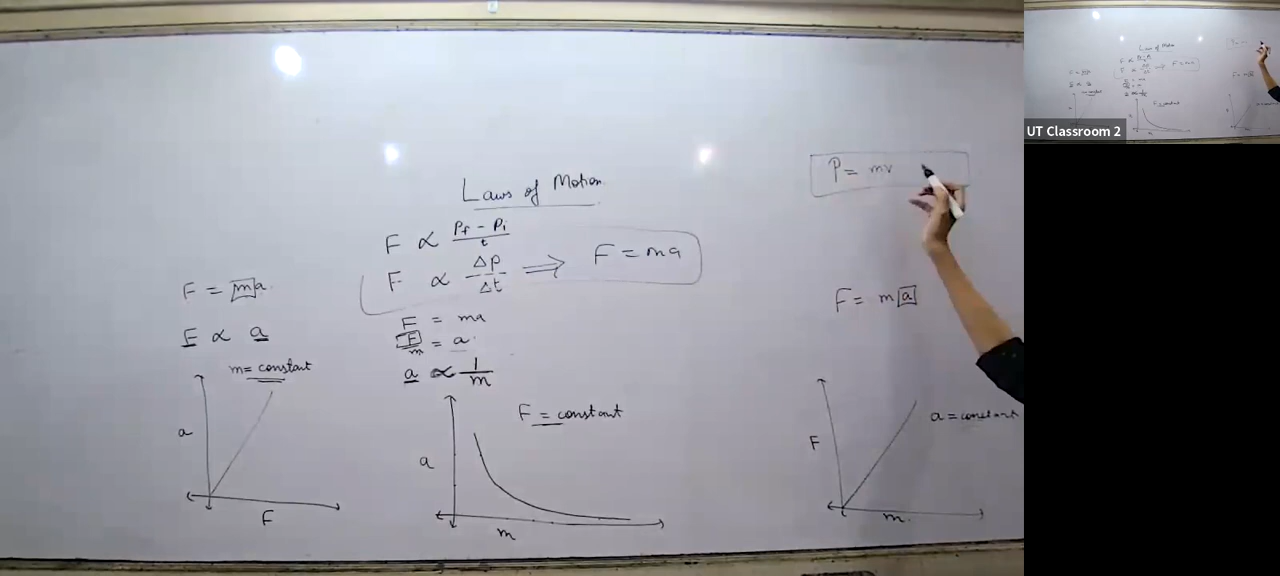 Laws of Motion
P = mv
F ∝ Pf - Pi / t
F ∝ Δp / Δt ⇒ F = ma
F = ma
F ∝ a
m = constant
a
F
F = ma
F / m = a
a ∝ 1 / m
F = constant
a
m
F = ma
a = constant
F
m
UT Classroom 2